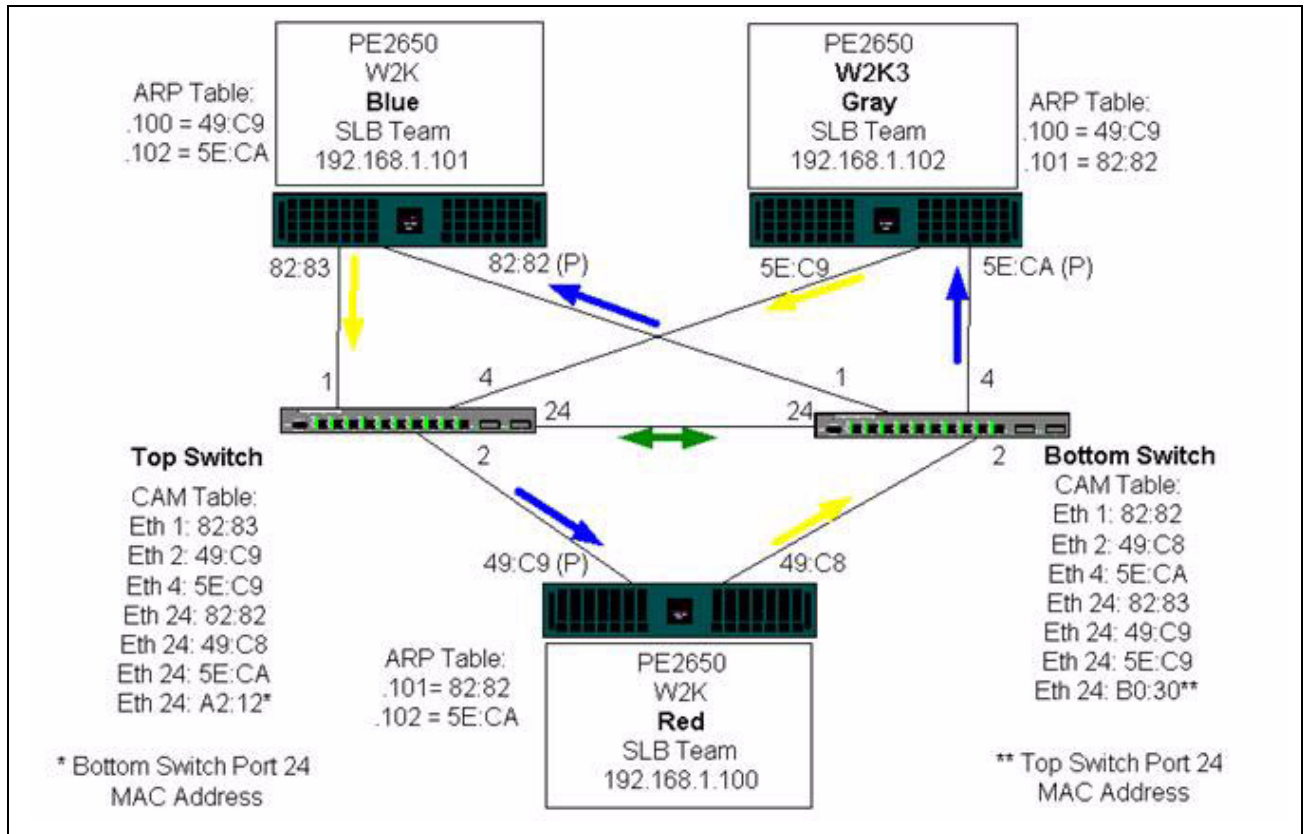 PE2650
W2K
Blue
SLB Team
192.168.1.101
ARP Table:
.100 = 49:C9
.102 = 5E:CA
PE2650
W2K3
Gray
SLB Team
192.168.1.102
ARP Table:
.100 = 49:C9
.101 = 82:82
82:83
82:82 (P)
5E:C9
5E:CA (P)
1
4
1
4
24
24
2
2
Top Switch
CAM Table:
Eth 1: 82:83
Eth 2: 49:C9
Eth 4: 5E:C9
Eth 24: 82:82
Eth 24: 49:C8
Eth 24: 5E:CA
Eth 24: A2:12*
* Bottom Switch Port 24
MAC Address
Bottom Switch
CAM Table:
Eth 1: 82:82
Eth 2: 49:C8
Eth 4: 5E:CA
Eth 24: 82:83
Eth 24: 49:C9
Eth 24: 5E:C9
Eth 24: B0:30**
** Top Switch Port 24
MAC Address
49:C9 (P)
49:C8
ARP Table:
.101= 82:82
.102 = 5E:CA
PE2650
W2K
Red
SLB Team
192.168.1.100